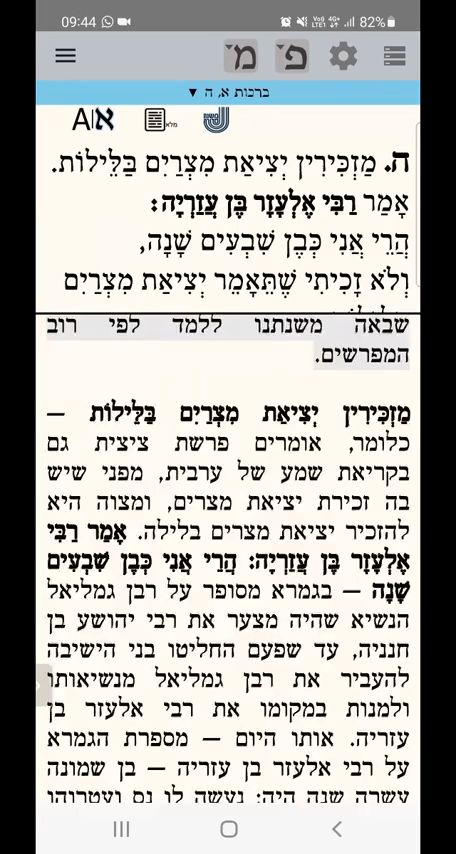 09:44 82%
פ' מ'
ברכות א, ה ▼
א|A מלא משנה
ה. מַזְכִּירִין יְצִיאַת מִצְרַיִם בַּלֵּילוֹת.
אָמַר רַבִּי אֶלְעָזָר בֶּן עֲזַרְיָה:
הֲרֵי אֲנִי כְּבֶן שִׁבְעִים שָׁנָה,
וְלֹא זָכִיתִי שֶׁתֵּאָמֵר יְצִיאַת מִצְרַיִם
שבאה משנתנו ללמד לפי רוב
המפרשים.
מַזְכִּירִין יְצִיאַת מִצְרַיִם בַּלֵּילוֹת –
כלומר, אומרים פרשת ציצית גם
בקריאת שמע של ערבית, מפני שיש
בה זכירת יציאת מצרים, ומצוה היא
להזכיר יציאת מצרים בלילה. אָמַר רַבִּי
אֶלְעָזָר בֶּן עֲזַרְיָה: הֲרֵי אֲנִי כְּבֶן שִׁבְעִים
שָׁנָה – בגמרא מסופר על רבן גמליאל
הנשיא שהיה מצער את רבי יהושע בן
חנניה, עד שפעם החליטו בני הישיבה
להעביר את רבן גמליאל מנשיאותו
ולמנות במקומו את רבי אלעזר בן
עזריה. אותו היום – מספרת הגמרא
על רבי אלעזר בן עזריה – בן שמונה
עשרה שנה היה; נעשה לו נס ועטרוהו